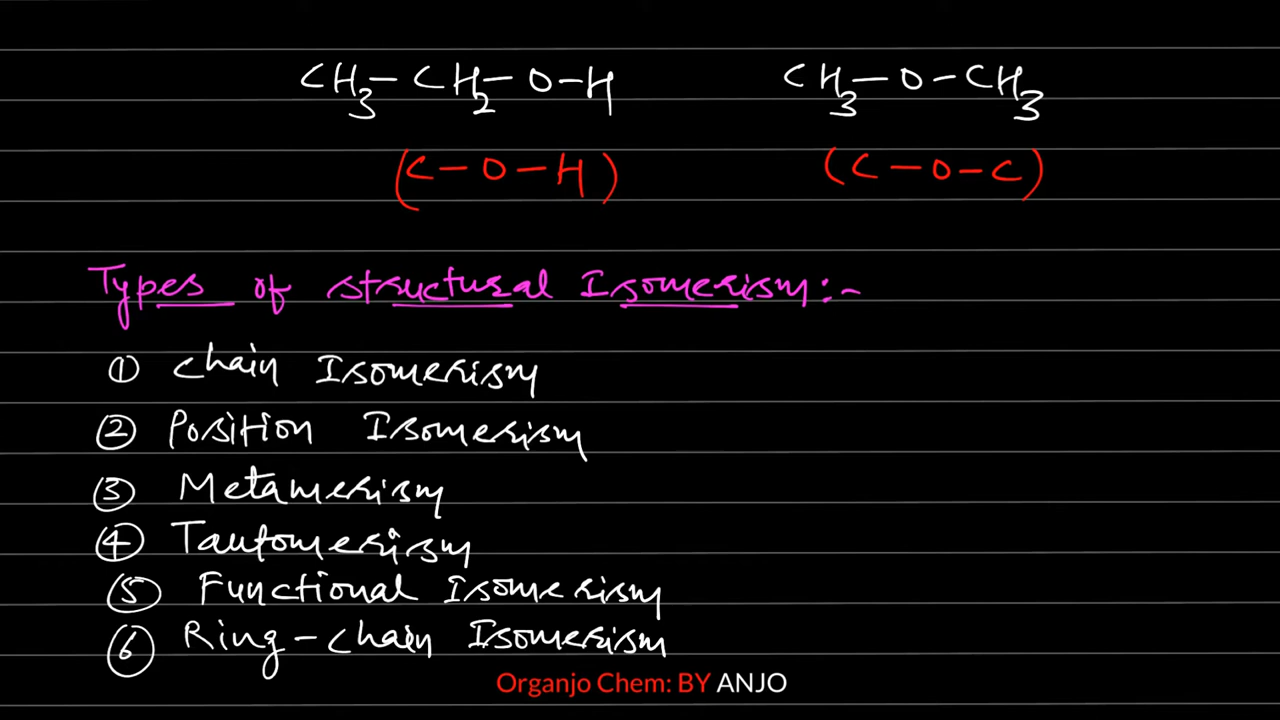 CH3-CH2-O-H CH3-O-CH3
(C-O-H) (C-O-C)
Types of structural Isomerism:-
① chain Isomerism
② Position Isomerism
③ Metamerism
④ Tautomerism
⑤ Functional Isomerism
⑥ Ring-chain Isomerism
Organjo Chem: BY ANJO